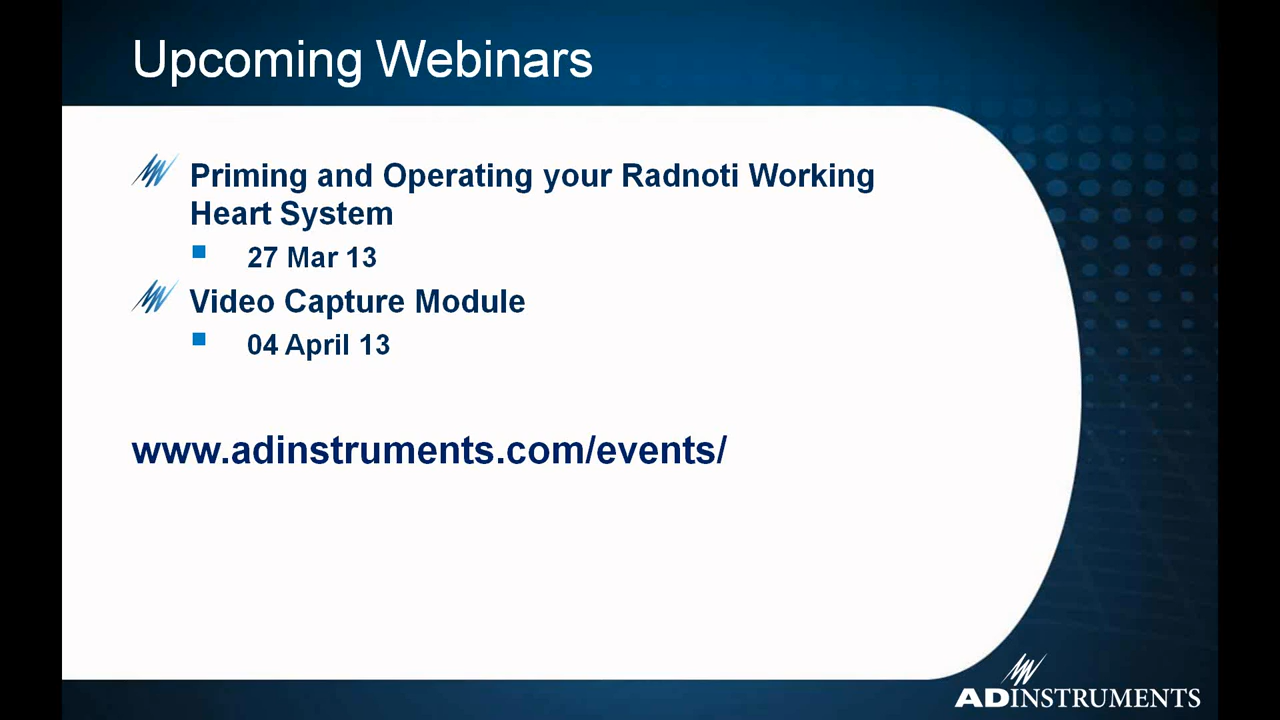 Upcoming Webinars
Priming and Operating your Radnoti Working
Heart System
27 Mar 13
Video Capture Module
04 April 13
www.adinstruments.com/events/
ADINSTRUMENTS